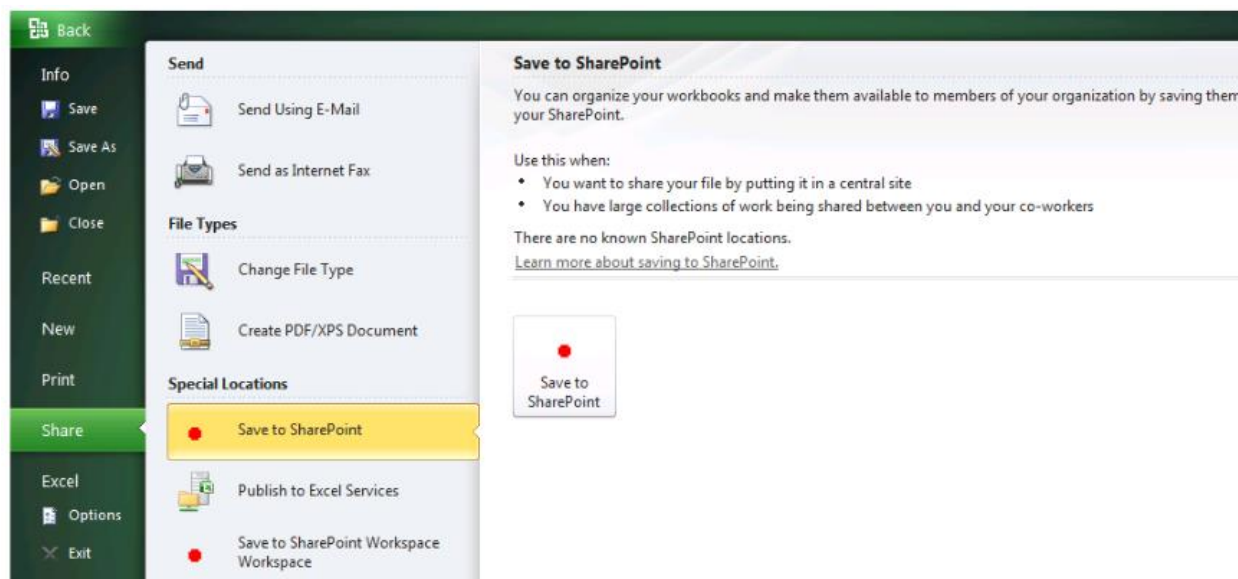 Back
Info
Save
Save As
Open
Close
Recent
New
Print
Share
Excel
Options
Exit
Send
Send Using E-Mail
Send as Internet Fax
File Types
Change File Type
Create PDF/XPS Document
Special Locations
Save to SharePoint
Publish to Excel Services
Save to SharePoint Workspace
Workspace
Save to SharePoint
You can organize your workbooks and make them available to members of your organization by saving them
your SharePoint.
Use this when:
• You want to share your file by putting it in a central site
• You have large collections of work being shared between you and your co-workers
There are no known SharePoint locations.
Learn more about saving to SharePoint.
Save to
SharePoint